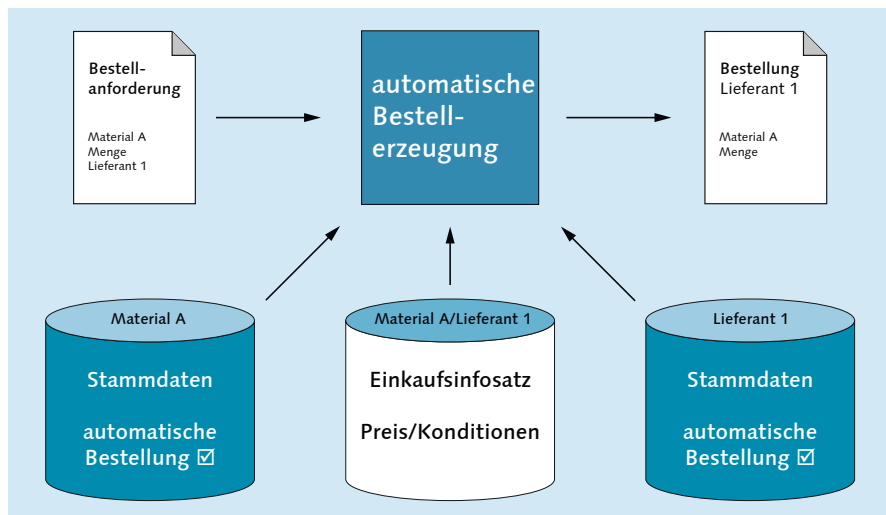 Bestell-
anforderung
Material A
Menge
Lieferant 1
automatische
Bestell-
erzeugung
Bestellung
Lieferant 1
Material A
Menge
Material A
Stammdaten
automatische
Bestellung ☑
Material A/Lieferant 1
Einkaufsinfosatz
Preis/Konditionen
Lieferant 1
Stammdaten
automatische
Bestellung ☑